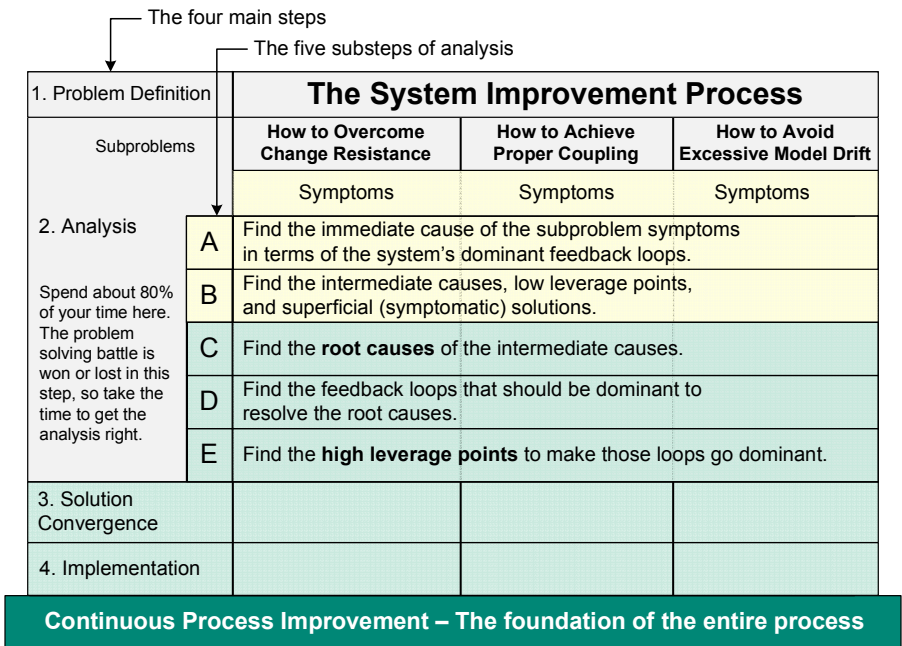 The four main steps
The five substeps of analysis
1. Problem Definition
The System Improvement Process
Subproblems
How to Overcome
Change Resistance
How to Achieve
Proper Coupling
How to Avoid
Excessive Model Drift
Symptoms
Symptoms
Symptoms
2. Analysis
Spend about 80%
of your time here.
The problem
solving battle is
won or lost in this
step, so take the
time to get the
analysis right.
A
Find the immediate cause of the subproblem symptoms
in terms of the system's dominant feedback loops.
B
Find the intermediate causes, low leverage points,
and superficial (symptomatic) solutions.
C
Find the root causes of the intermediate causes.
D
Find the feedback loops that should be dominant to
resolve the root causes.
E
Find the high leverage points to make those loops go dominant.
3. Solution
Convergence
4. Implementation
Continuous Process Improvement – The foundation of the entire process